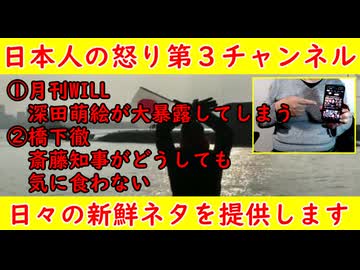 日本人の怒り第３チャンネル
①月刊WILL
深田萌絵が大暴露してしまう
②橋下徹
斎藤知事がどうしても
気に食わない
日々の新鮮ネタを提供します